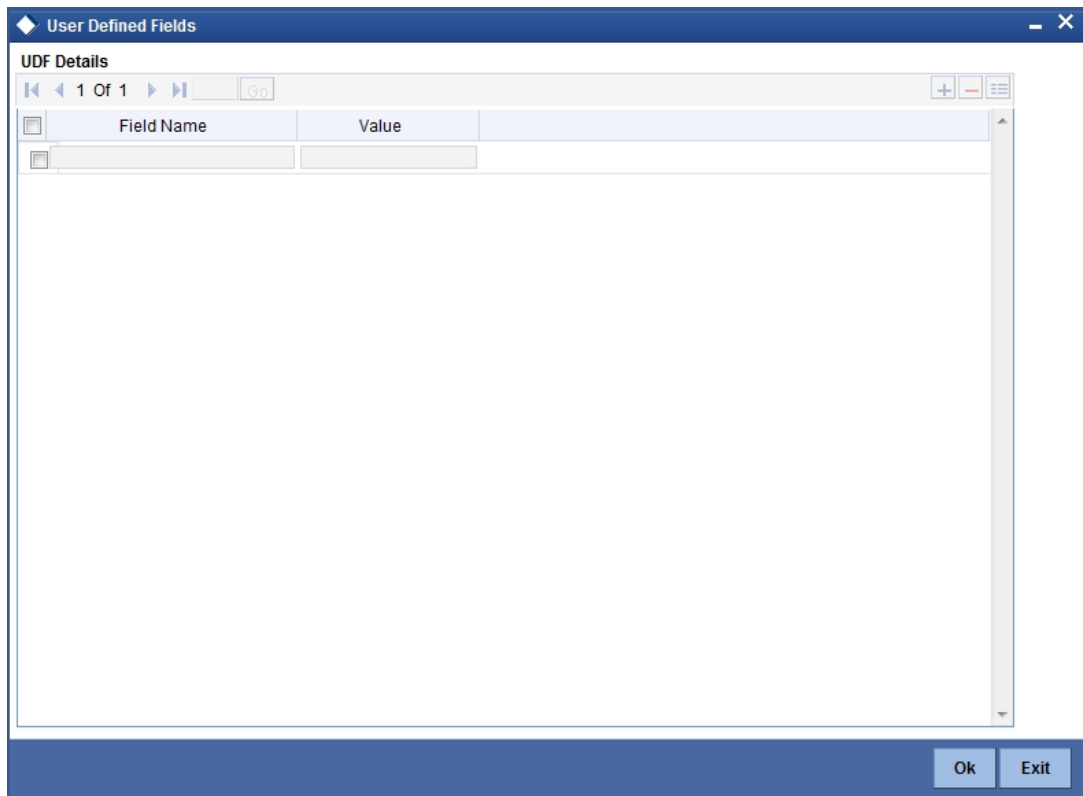 User Defined Fields
UDF Details
1 Of 1 Go
Field Name Value
Ok Exit